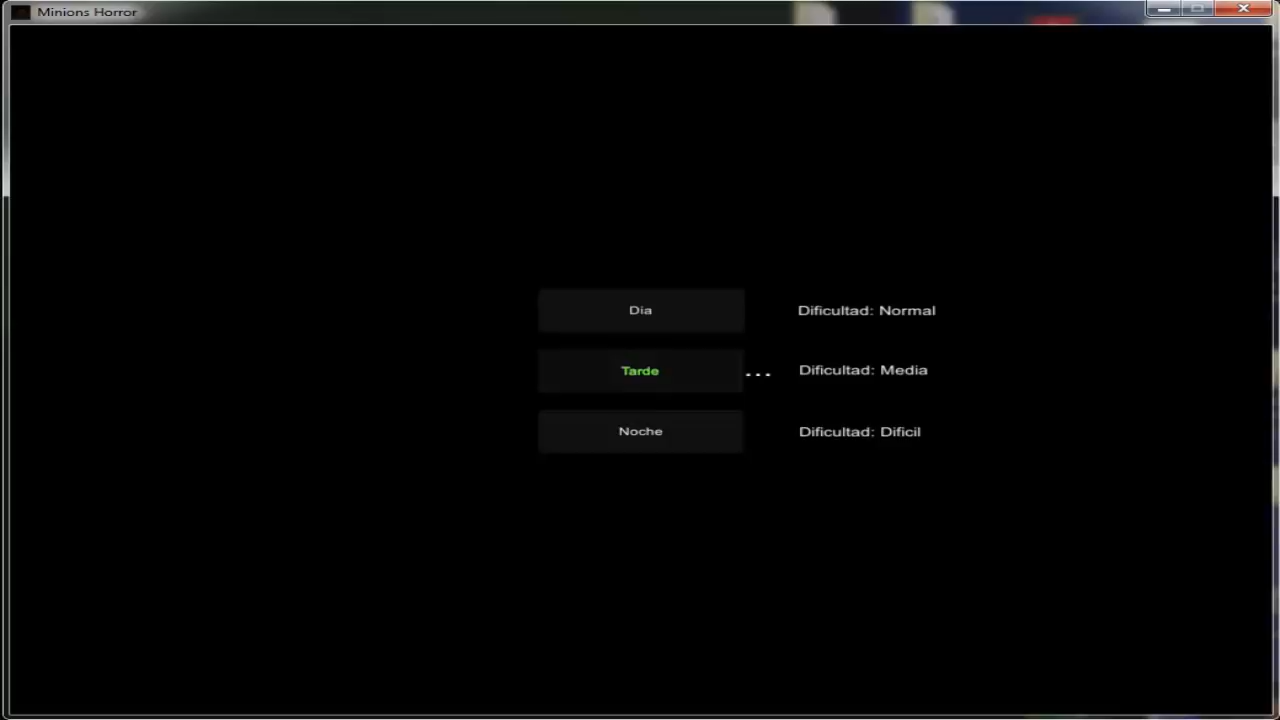 Minions Horror
Dia Dificultad: Normal
Tarde ... Dificultad: Media
Noche Dificultad: Dificil